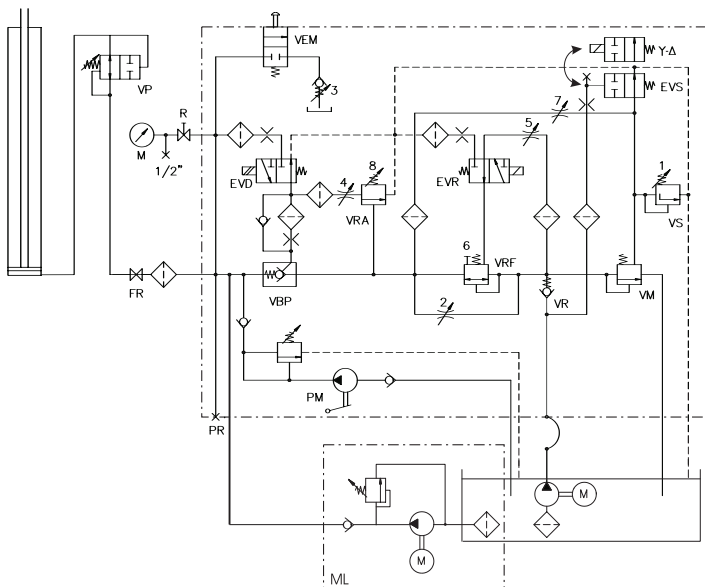 VEM
Y-Δ
VP
3
EVS
R
7
M
5
1/2"
8
1
EVD
4
EVR
VRA
VS
6
VRF
FR
VBP
VR
VM
2
PM
PR
M
M
ML